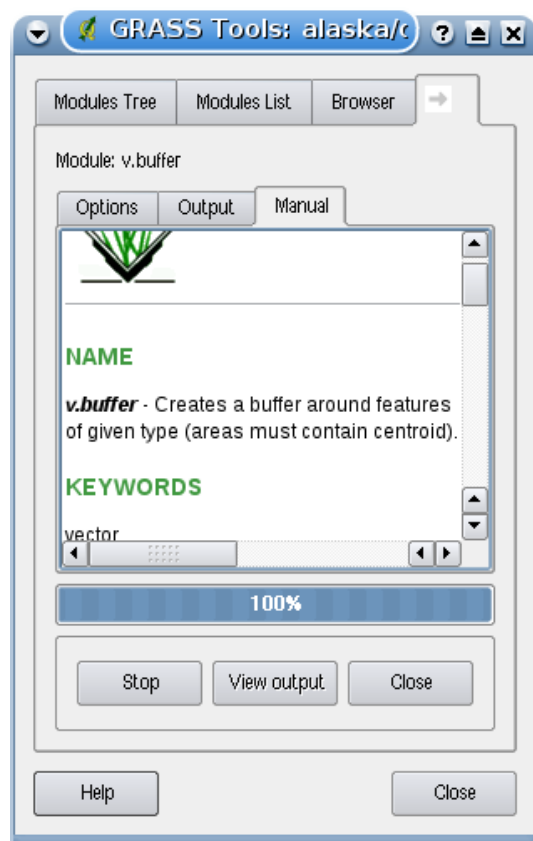 GRASS Tools: alaska/
Modules Tree Modules List Browser
Module: v.buffer
Options Output Manual
NAME
v.buffer - Creates a buffer around features
of given type (areas must contain centroid).
KEYWORDS
vector
100%
Stop View output Close
Help Close